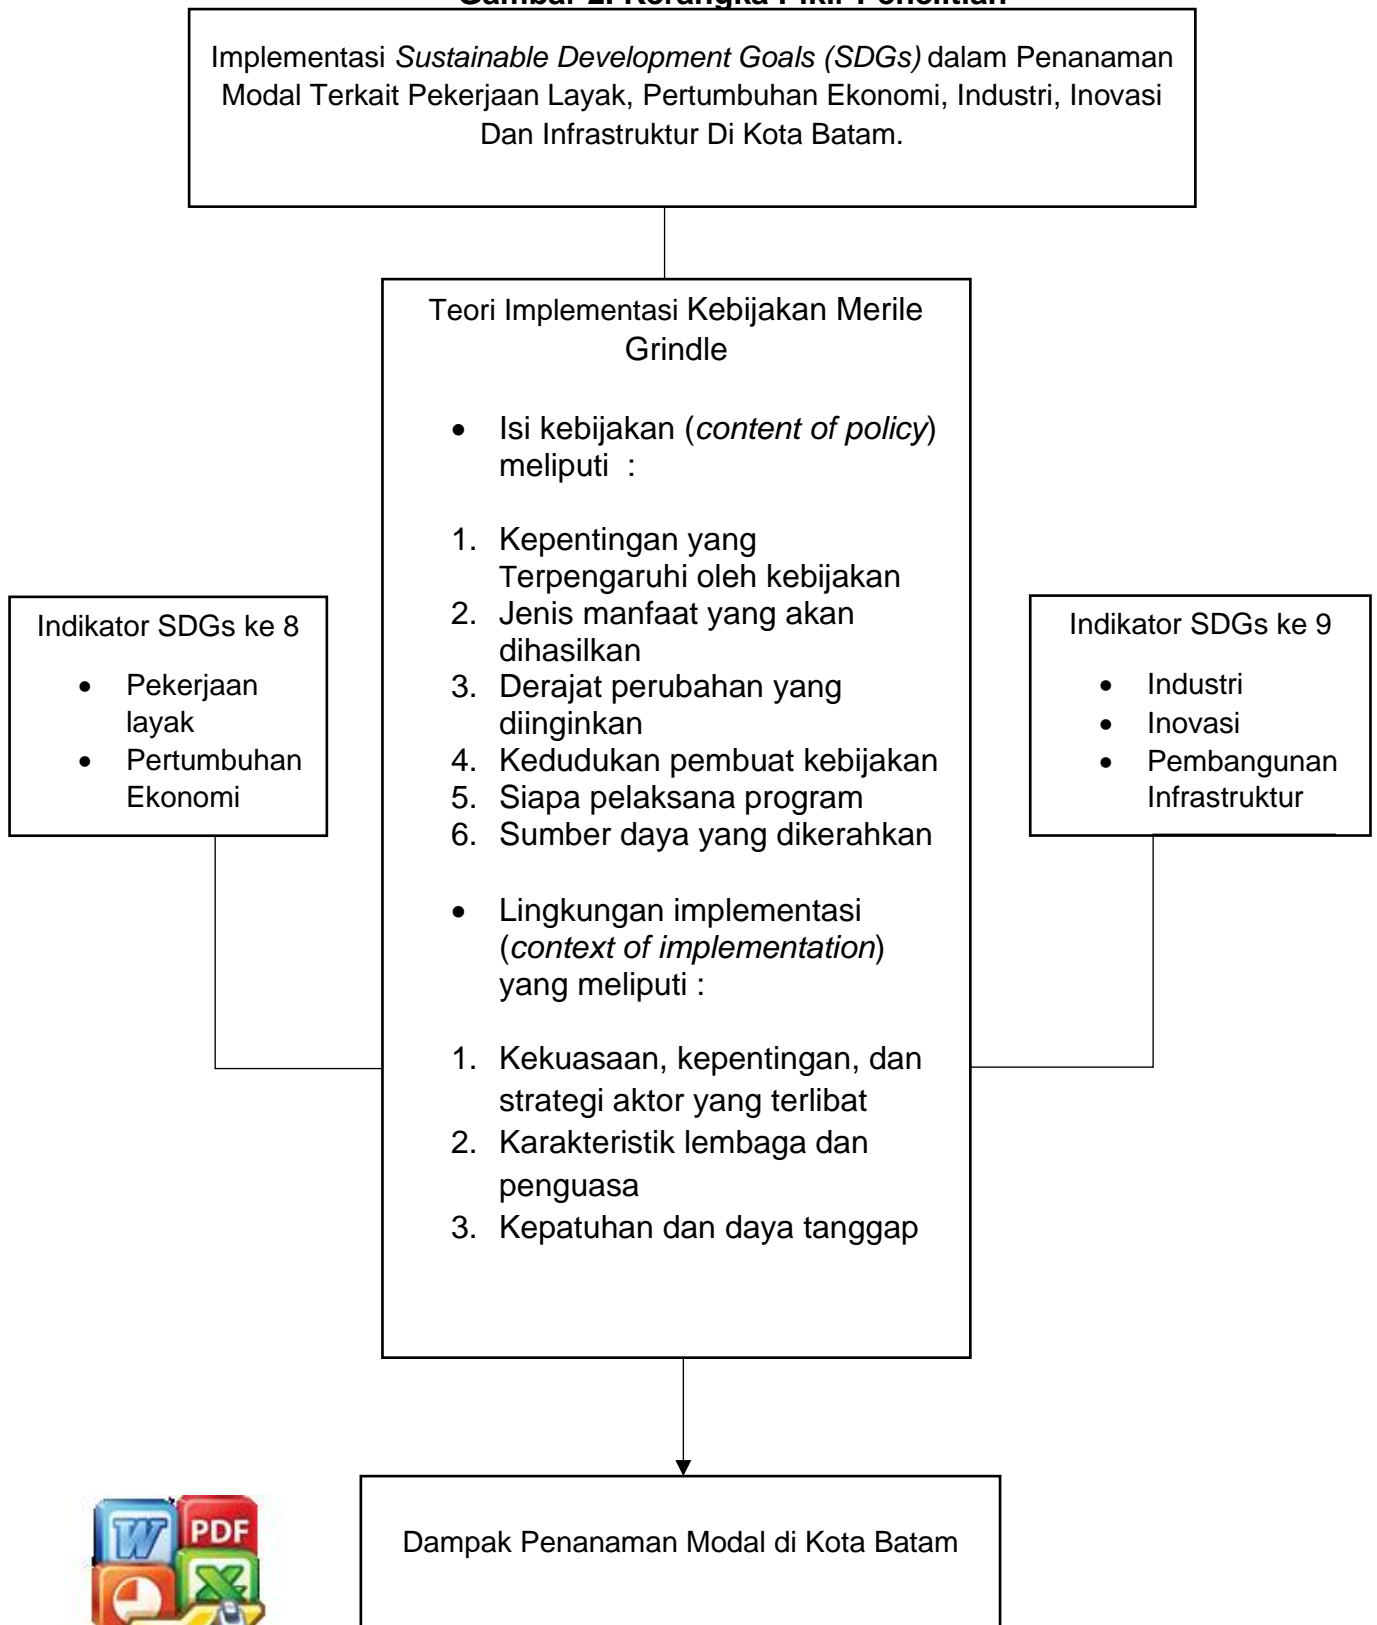 Gambar 2. Kerangka Pikir Penelitian
Implementasi Sustainable Development Goals (SDGs) dalam Penanaman
Modal Terkait Pekerjaan Layak, Pertumbuhan Ekonomi, Industri, Inovasi
Dan Infrastruktur Di Kota Batam.
Teori Implementasi Kebijakan Merile
Grindle
• Isi kebijakan (content of policy)
meliputi :
1. Kepentingan yang
Terpengaruhi oleh kebijakan
2. Jenis manfaat yang akan
dihasilkan
3. Derajat perubahan yang
diinginkan
4. Kedudukan pembuat kebijakan
5. Siapa pelaksana program
6. Sumber daya yang dikerahkan
• Lingkungan implementasi
(context of implementation)
yang meliputi :
1. Kekuasaan, kepentingan, dan
strategi aktor yang terlibat
2. Karakteristik lembaga dan
penguasa
3. Kepatuhan dan daya tanggap
Indikator SDGs ke 8
• Pekerjaan
layak
• Pertumbuhan
Ekonomi
Indikator SDGs ke 9
• Industri
• Inovasi
• Pembangunan
Infrastruktur
Dampak Penanaman Modal di Kota Batam
W
PDF
X